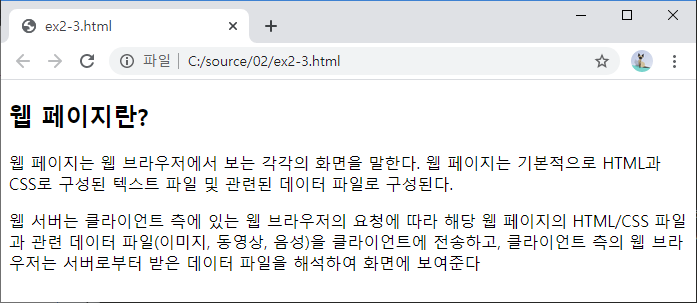 ex2-3.html
파일 C:/source/02/ex2-3.html
웹 페이지란?
웹 페이지는 웹 브라우저에서 보는 각각의 화면을 말한다. 웹 페이지는 기본적으로 HTML과
CSS로 구성된 텍스트 파일 및 관련된 데이터 파일로 구성된다.
웹 서버는 클라이언트 측에 있는 웹 브라우저의 요청에 따라 해당 웹 페이지의 HTML/CSS 파일
과 관련 데이터 파일(이미지, 동영상, 음성)을 클라이언트에 전송하고, 클라이언트 측의 웹 브라
우저는 서버로부터 받은 데이터 파일을 해석하여 화면에 보여준다